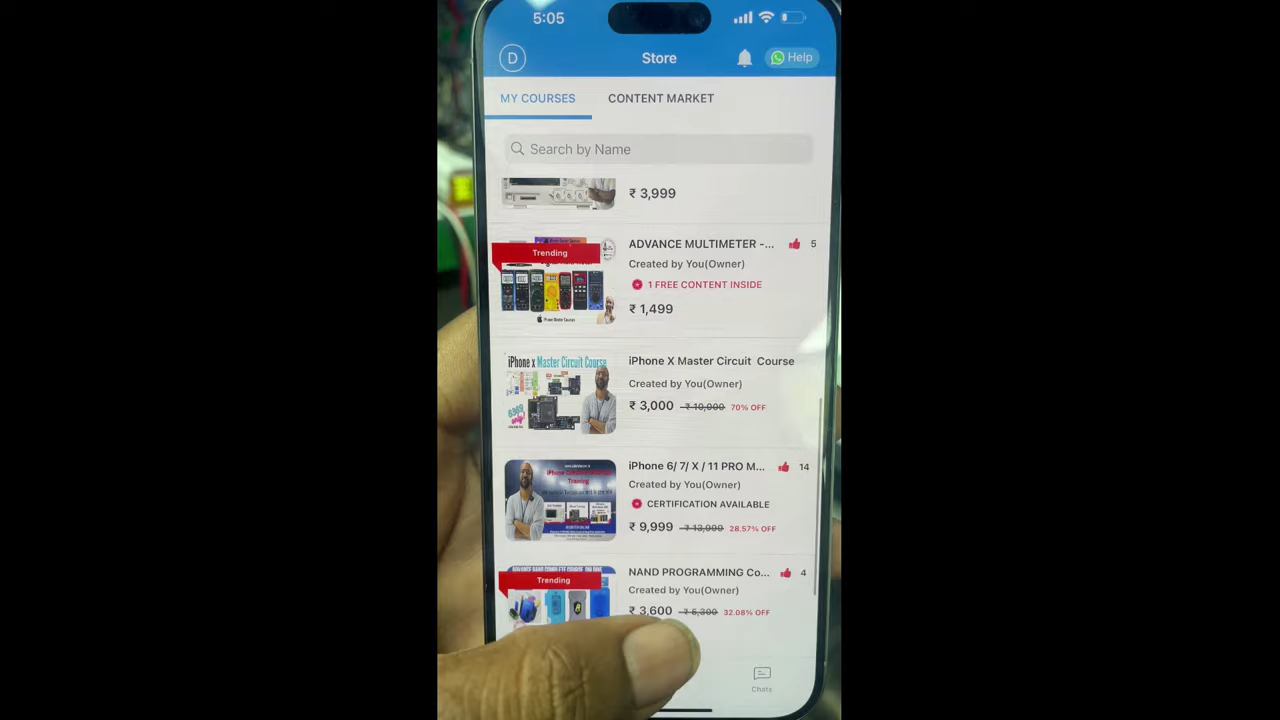 5:05
D
Store
Help
MY COURSES
CONTENT MARKET
Search by Name
₹ 3,999
Trending
ADVANCE MULTIMETER -...
5
Created by You(Owner)
1 FREE CONTENT INSIDE
₹ 1,499
iPhone x Master Circuit Course
iPhone X Master Circuit Course
Created by You(Owner)
₹ 3,000 ₹ 10,000 70% OFF
iPhone 6/ 7/ X / 11 PRO M...
14
Created by You(Owner)
Training
CERTIFICATION AVAILABLE
₹ 9,999 ₹ 13,999 28.57% OFF
NAND PROGRAMMING Co...
4
Trending
Created by You(Owner)
₹ 3,600 ₹ 5,300 32.08% OFF
Chats